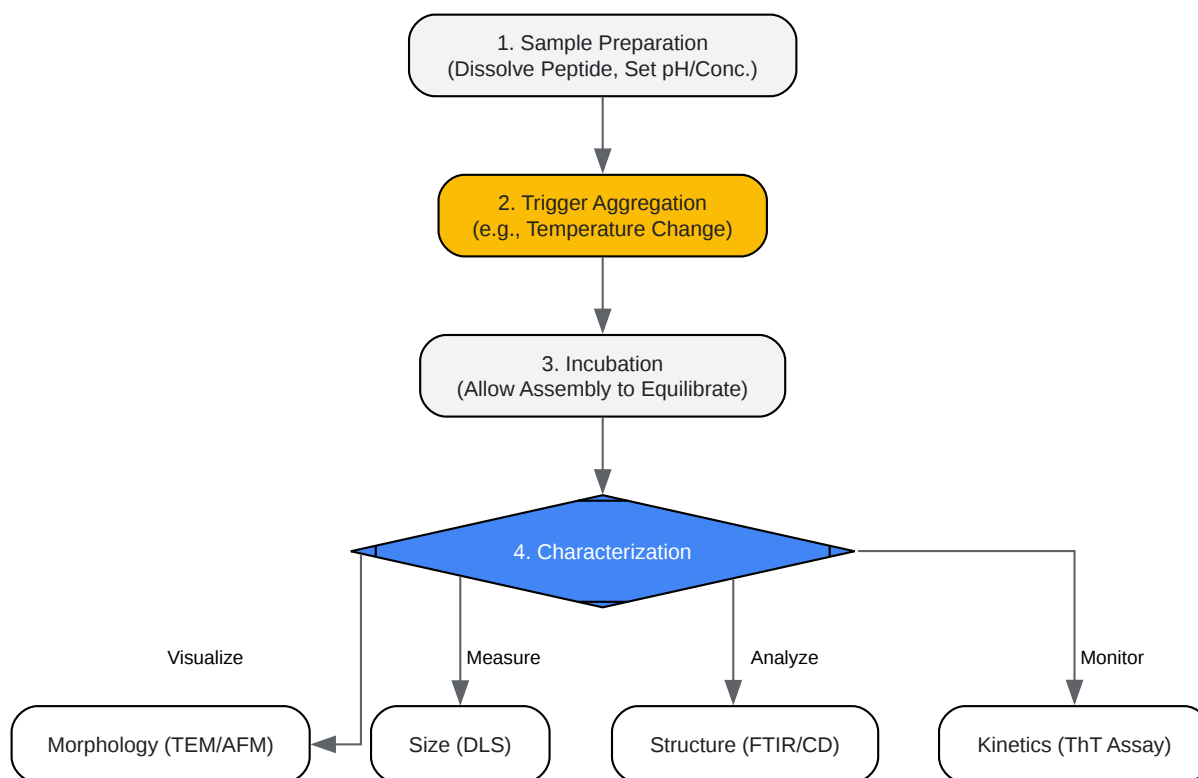 1. Sample Preparation
(Dissolve Peptide, Set pH/Conc.)
2. Trigger Aggregation
(e.g., Temperature Change)
3. Incubation
(Allow Assembly to Equilibrate)
4. Characterization
Visualize
Measure
Analyze
Monitor
Morphology (TEM/AFM)
Size (DLS)
Structure (FTIR/CD)
Kinetics (ThT Assay)